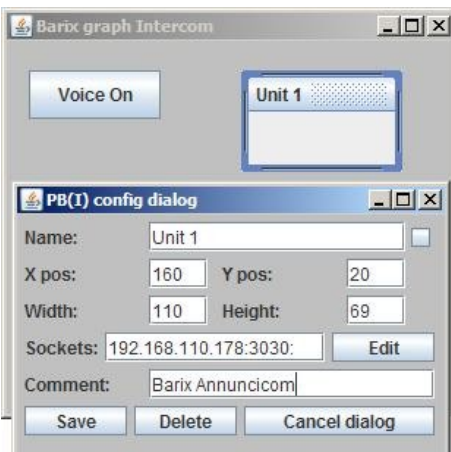 Barix graph Intercom
Voice On
Unit 1
PB(I) config dialog
Name: Unit 1
X pos: 160 Y pos: 20
Width: 110 Height: 69
Sockets: 192.168.110.178:3030: Edit
Comment: Barix Annuncicom
Save Delete Cancel dialog